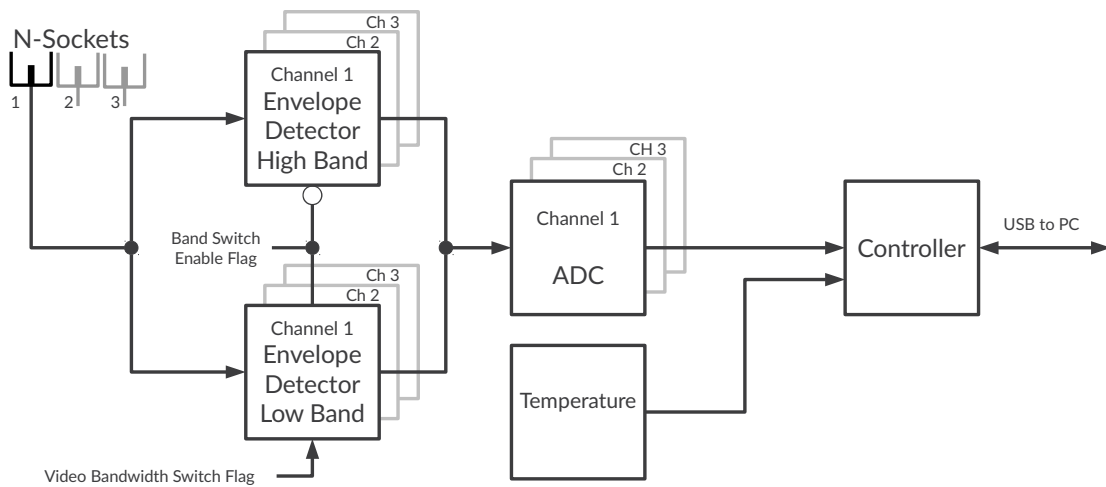 N-Sockets
1
2
3
Ch 3
Ch 2
Channel 1
Envelope
Detector
High Band
Band Switch
Enable Flag
Ch 3
Ch 2
Channel 1
Envelope
Detector
Low Band
Video Bandwidth Switch Flag
CH 3
Ch 2
Channel 1
ADC
Temperature
Controller
USB to PC